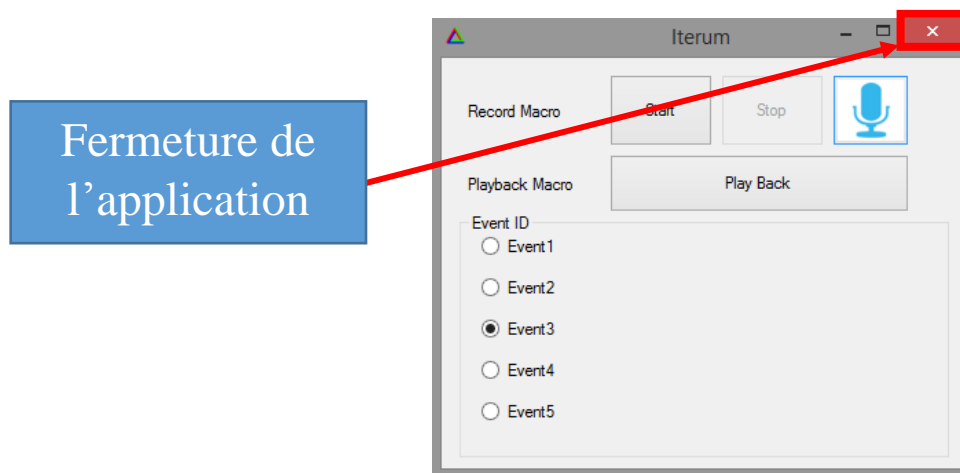 Iterum
Fermeture de
l’application
Record Macro
Start
Stop
Playback Macro
Play Back
Event ID
Event1
Event2
Event3
Event4
Event5